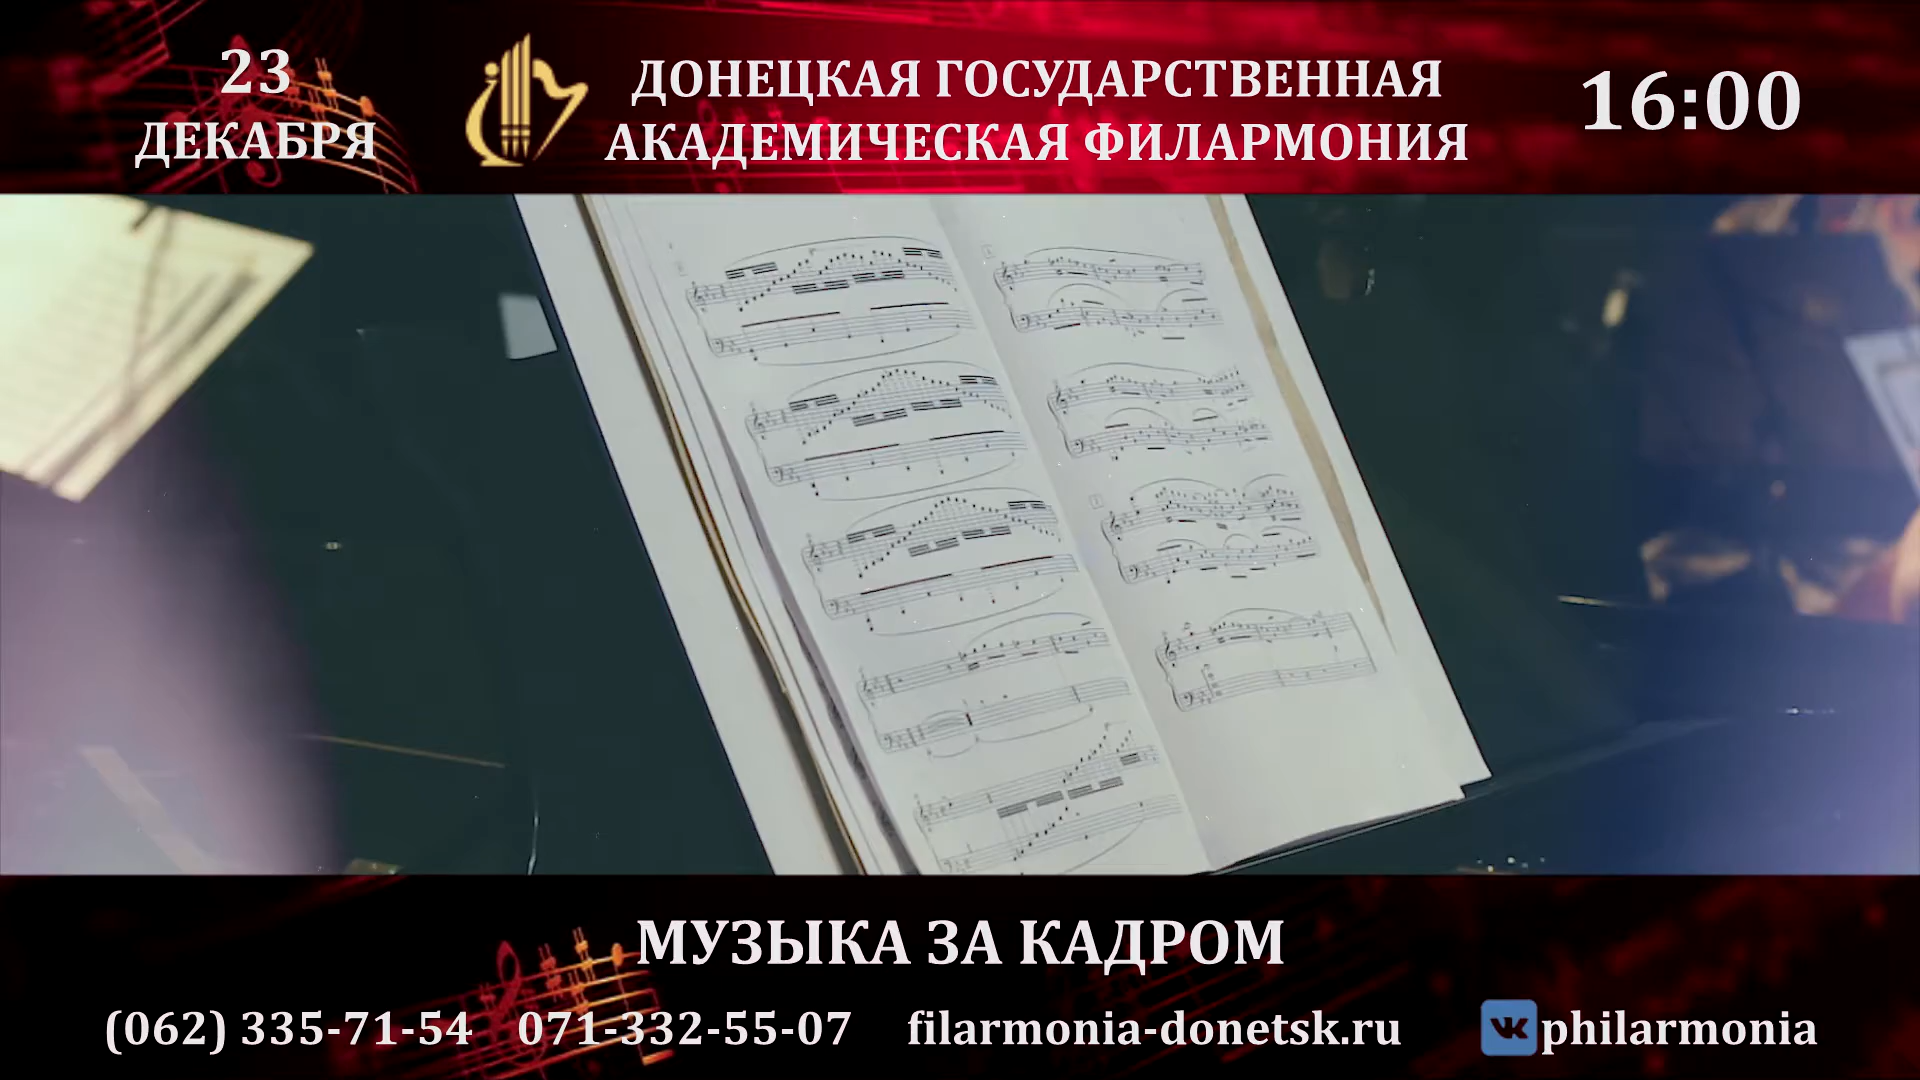 23
ДЕКАБРЯ
ДОНЕЦКАЯ ГОСУДАРСТВЕННАЯ
АКАДЕМИЧЕСКАЯ ФИЛАРМОНИЯ
16:00
МУЗЫКА ЗА КАДРОМ
(062) 335-71-54 071-332-55-07 filarmonia-donetsk.ru philarmonia